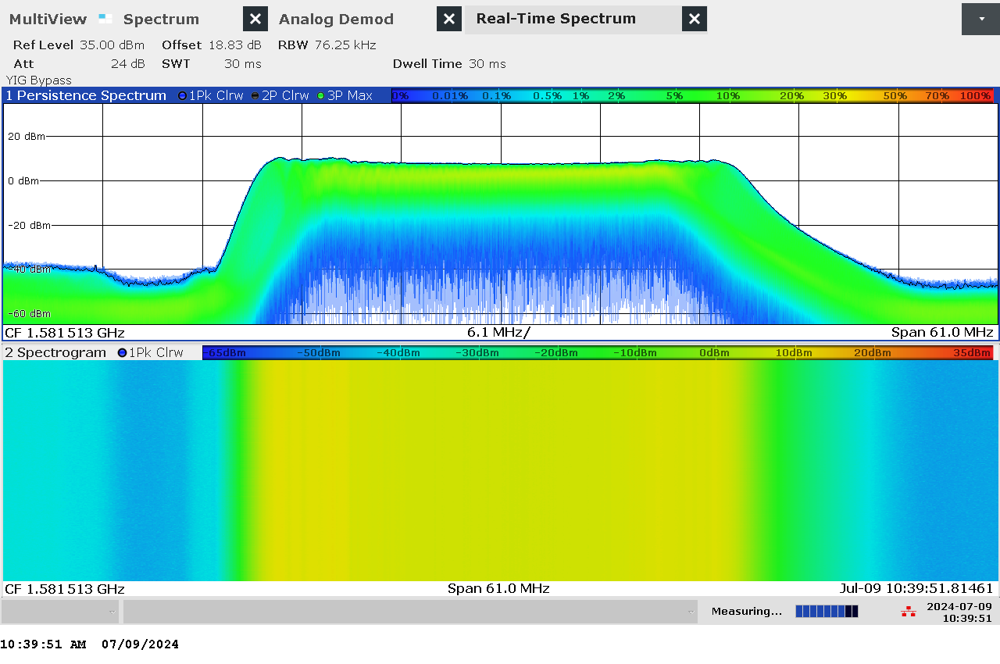 MultiView Spectrum Analog Demod Real-Time Spectrum
Ref Level 35.00 dBm Offset 18.83 dB RBW 76.25 kHz
Att 24 dB SWT 30 ms Dwell Time 30 ms
YIG Bypass
1 Persistence Spectrum 1Pk Clrw 2P Clrw 3P Max 0% 0.01% 0.1% 0.5% 1% 2% 5% 10% 20% 30% 50% 70% 100%
20 dBm
0 dBm
-20 dBm
-40 dBm
-60 dBm
CF 1.581513 GHz 6.1 MHz/ Span 61.0 MHz
2 Spectrogram 1Pk Clrw -65dBm -50dBm -40dBm -30dBm -20dBm -10dBm 0dBm 10dBm 20dBm 35dBm
CF 1.581513 GHz Span 61.0 MHz Jul-09 10:39:51.81461
Measuring... 2024-07-09
10:39:51
10:39:51 AM 07/09/2024